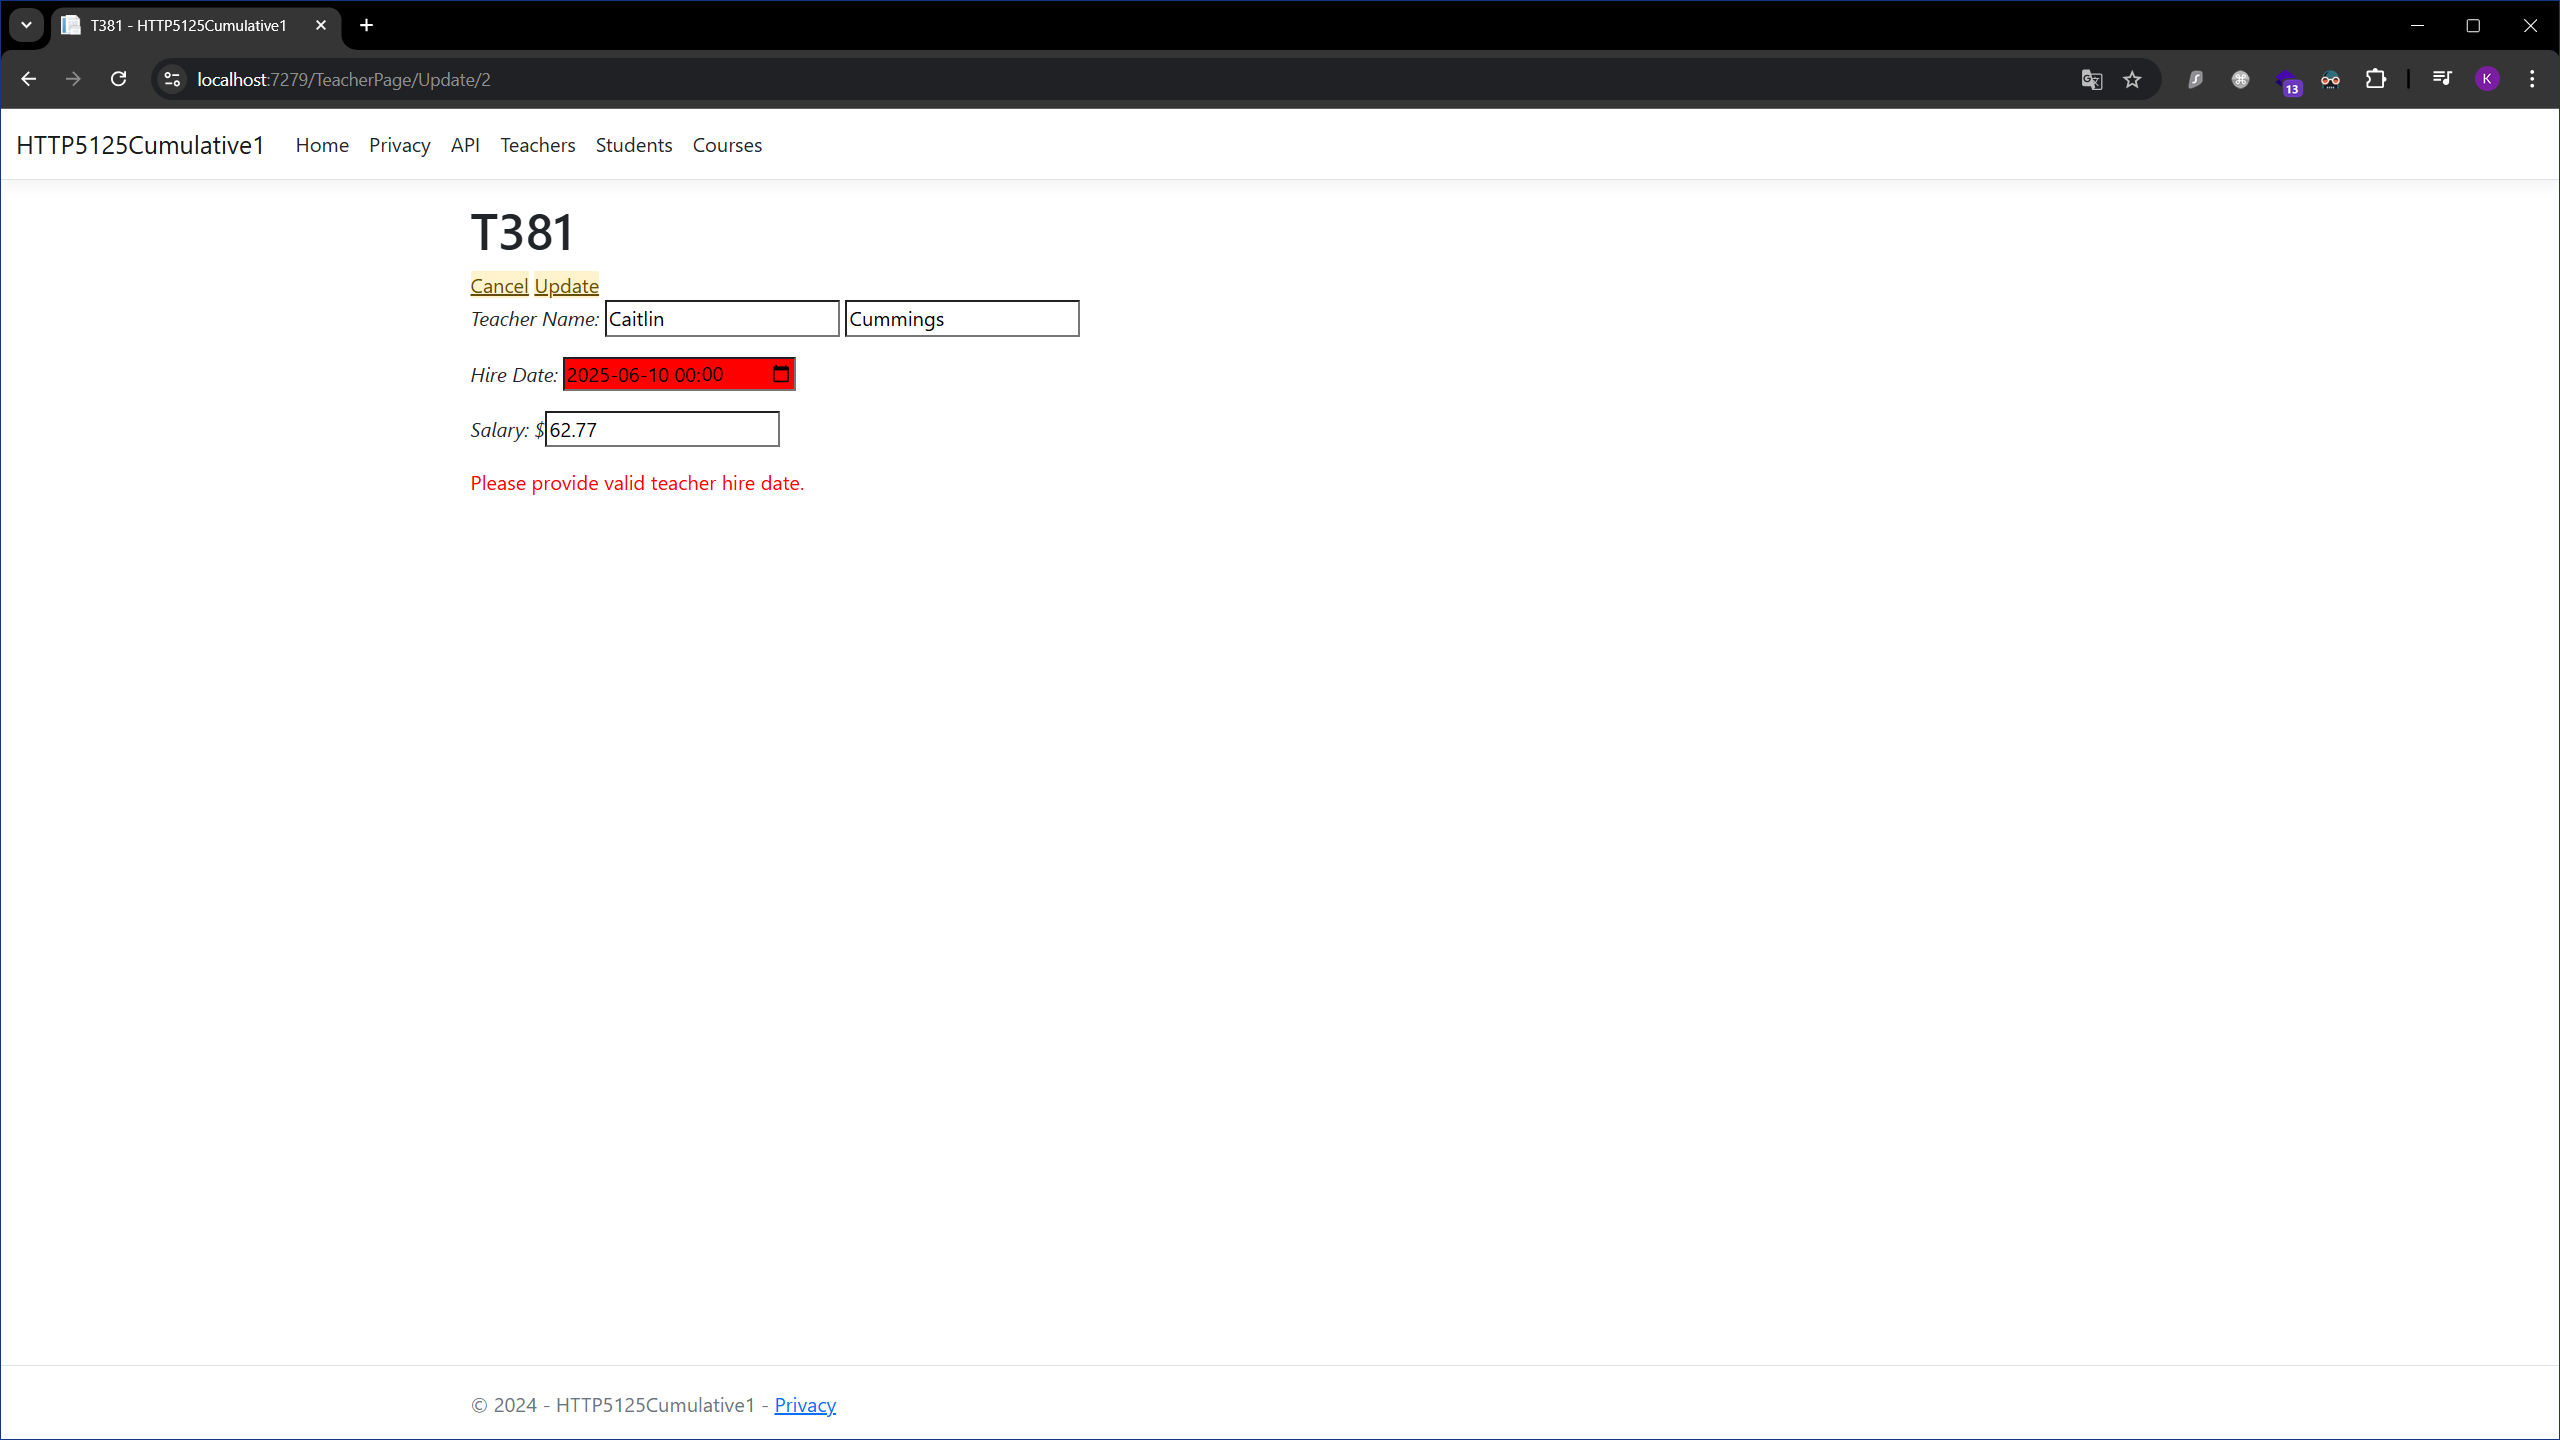 T381 - HTTP5125Cumulative1
localhost:7279/TeacherPage/Update/2
13
K
HTTP5125Cumulative1 Home Privacy API Teachers Students Courses
T381
Cancel Update
Teacher Name: Caitlin Cummings
Hire Date: 2025-06-10 00:00
Salary: $62.77
Please provide valid teacher hire date.
© 2024 - HTTP5125Cumulative1 - Privacy